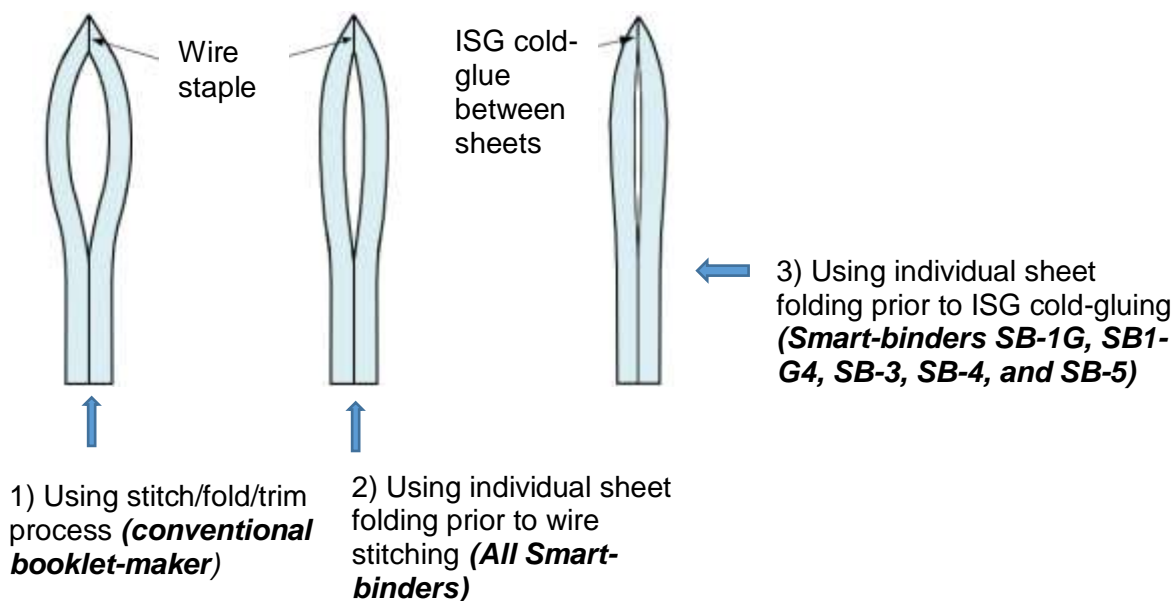 Wire
staple
ISG cold-
glue
between
sheets
3) Using individual sheet
folding prior to ISG cold-gluing
(Smart-binders SB-1G, SB1-
G4, SB-3, SB-4, and SB-5)
1) Using stitch/fold/trim
process (conventional
booklet-maker)
2) Using individual sheet
folding prior to wire
stitching (All Smart-
binders)